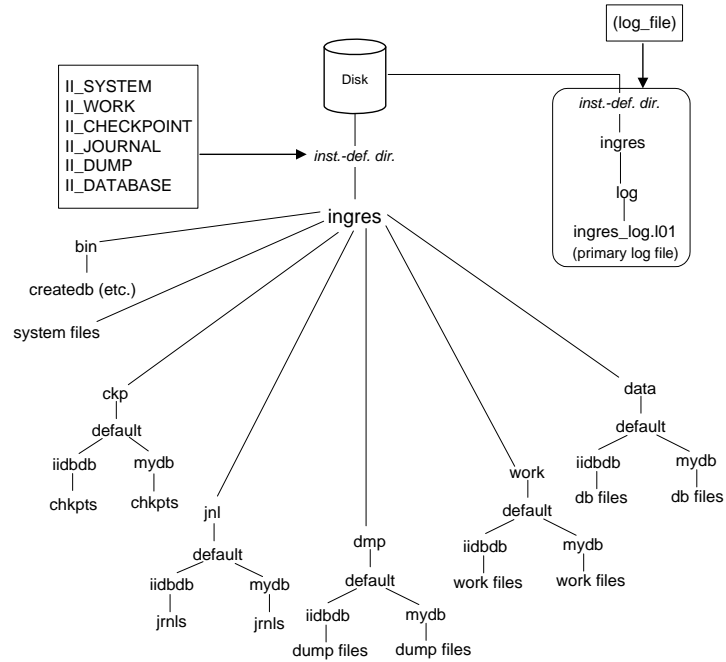 (log_file)
Disk
II_SYSTEM
II_WORK
II_CHECKPOINT
II_JOURNAL
II_DUMP
II_DATABASE
inst.-def. dir.
inst.-def. dir.
ingres
log
ingres_log.l01
(primary log file)
ingres
bin
createdb (etc.)
system files
ckp
default
iidbdb
mydb
chkpts
chkpts
jnl
default
iidbdb
mydb
jrnls
jrnls
dmp
default
iidbdb
mydb
dump files
dump files
work
default
iidbdb
mydb
work files
work files
data
default
iidbdb
mydb
db files
db files